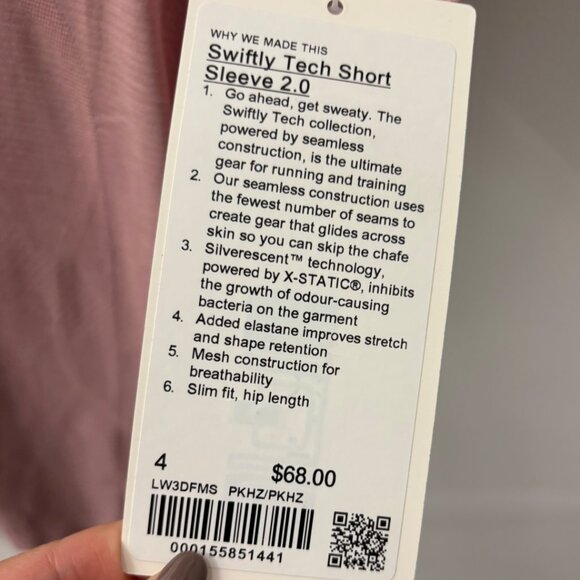 WHY WE MADE THIS
Swiftly Tech Short
Sleeve 2.0
1. Go ahead, get sweaty. The
Swiftly Tech collection,
powered by seamless
construction, is the ultimate
gear for running and training
2. Our seamless construction uses
the fewest number of seams to
create gear that glides across
skin so you can skip the chafe
3. Silverescent™ technology,
powered by X-STATIC®, inhibits
the growth of odour-causing
bacteria on the garment
4. Added elastane improves stretch
and shape retention
5. Mesh construction for
breathability
6. Slim fit, hip length
4 $68.00
LW3DFMS PKHZ/PKHZ
000155851441